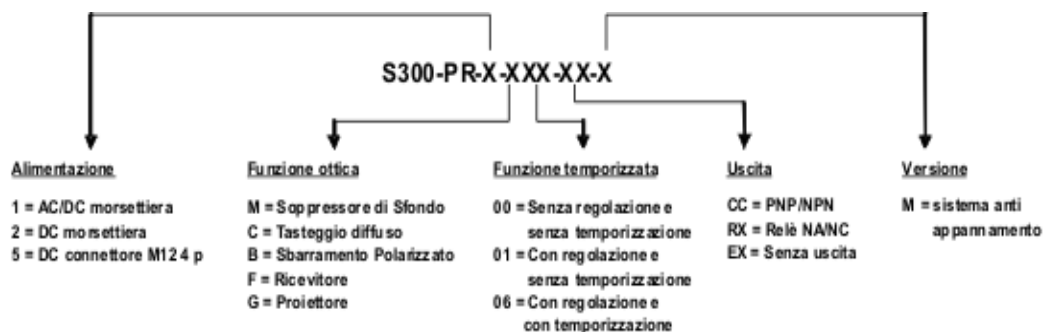 S300-PR-X-XXX-XX-X
Alimentazione
1 = AC/DC morsettiera
2 = DC morsettiera
5 = DC connettore M12 4 p
Funzione ottica
M = Soppressore di Sfondo
C = Tasteggio diffuso
B = Sbarramento Polarizzato
F = Ricevitore
G = Proiettore
Funzione temporizzata
00 = Senza regolazione e
senza temporizzazione
01 = Con regolazione e
senza temporizzazione
06 = Con regolazione e
con temporizzazione
Uscita
CC = PNP/NPN
RX = Relè NA/NC
EX = Senza uscita
Versione
M = sistema anti
appannamento